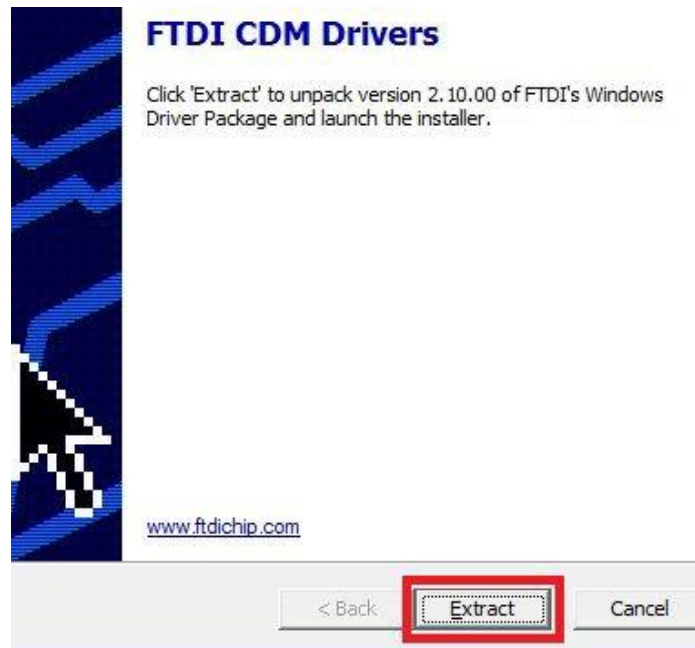 FTDI CDM Drivers
Click 'Extract' to unpack version 2.10.00 of FTDI's Windows
Driver Package and launch the installer.
www.ftdichip.com
< Back
Extract
Cancel